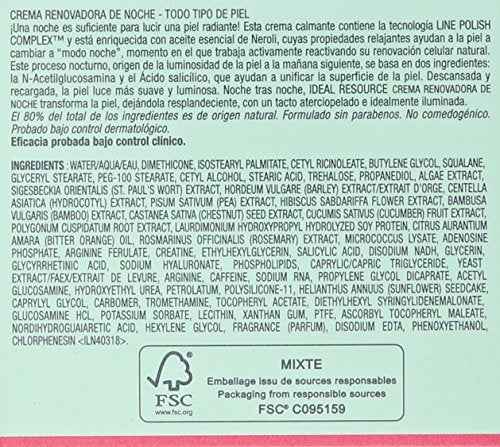 CREMA RENOVADORA DE NOCHE - TODO TIPO DE PIEL
¡Una noche es suficiente para lucir una piel radiante! Esta crema calmante contiene la tecnología LINE POLISH
COMPLEX™ y está enriquecida con aceite esencial de Neroli, cuyas propiedades relajantes ayudan a la piel a
cambiar a "modo noche", momento en el que trabaja activamente reactivando su renovación celular natural.
Este proceso nocturno, origen de la luminosidad de la piel a la mañana siguiente, se basa en dos ingredientes:
la N-Acetilglucosamina y el Ácido salicílico, que ayudan a unificar la superficie de la piel. Descansada y
recargada, la piel luce más suave y luminosa. Noche tras noche, IDEAL RESOURCE CREMA RENOVADORA DE
NOCHE transforma la piel, dejándola resplandeciente, con un tacto aterciopelado e idealmente iluminada.
El 80% del total de los ingredientes es de origen natural. Formulado sin parabenos. No comedogénico.
Probado bajo control dermatológico.
Eficacia probada bajo control clínico.
INGREDIENTS : WATER/AQUA/EAU, DIMETHICONE, ISOSTEARYL PALMITATE, CETYL RICINOLEATE, BUTYLENE GLYCOL, SQUALANE,
GLYCERYL STEARATE, PEG-100 STEARATE, CETYL ALCOHOL, STEARIC ACID, TREHALOSE, PROPANEDIOL, ALGAE EXTRACT,
SIGESBECKIA ORIENTALIS (ST. PAUL'S WORT) EXTRACT, HORDEUM VULGARE (BARLEY) EXTRACT/EXTRAIT D'ORGE, CENTELLA
ASIATICA (HYDROCOTYL) EXTRACT, PISUM SATIVUM (PEA) EXTRACT, HIBISCUS SABDARIFFA FLOWER EXTRACT, BAMBUSA
VULGARIS (BAMBOO) EXTRACT, CASTANEA SATIVA (CHESTNUT) SEED EXTRACT, CUCUMIS SATIVUS (CUCUMBER) FRUIT EXTRACT,
POLYGONUM CUSPIDATUM ROOT EXTRACT, LAURDIMONIUM HYDROXYPROPYL HYDROLYZED SOY PROTEIN, CITRUS AURANTIUM
AMARA (BITTER ORANGE) OIL, ROSMARINUS OFFICINALIS (ROSEMARY) EXTRACT, MICROCOCCUS LYSATE, ADENOSINE
PHOSPHATE, ARGININE FERULATE, CREATINE, ETHYLHEXYLGLYCERIN, SALICYLIC ACID, DISODIUM NADH, GLYCERIN,
GLYCYRRHETINIC ACID, SODIUM HYALURONATE, PHOSPHOLIPIDS, CAPRYLIC/CAPRIC TRIGLYCERIDE, YEAST
EXTRACT/FAEX/EXTRAIT DE LEVURE, ARGININE, CAFFEINE, SODIUM RNA, PROPYLENE GLYCOL DICAPRATE, ACETYL
GLUCOSAMINE, HYDROXYETHYL UREA, PETROLATUM, POLYSILICONE-11, HELIANTHUS ANNUUS (SUNFLOWER) SEEDCAKE,
CAPRYLYL GLYCOL, CARBOMER, TROMETHAMINE, TOCOPHERYL ACETATE, DIETHYLHEXYL SYRINGYLIDENEMALONATE,
GLUCOSAMINE HCL, POTASSIUM SORBATE, LECITHIN, XANTHAN GUM, PTFE, ASCORBYL TOCOPHERYL MALEATE,
NORDIHYDROGUAIARETIC ACID, HEXYLENE GLYCOL, FRAGRANCE (PARFUM), DISODIUM EDTA, PHENOXYETHANOL,
CHLORPHENESIN <ILN40318>
FSC
www.fsc.org
MIXTE
Emballage issu de sources responsables
Packaging from responsible sources
FSC® C095159